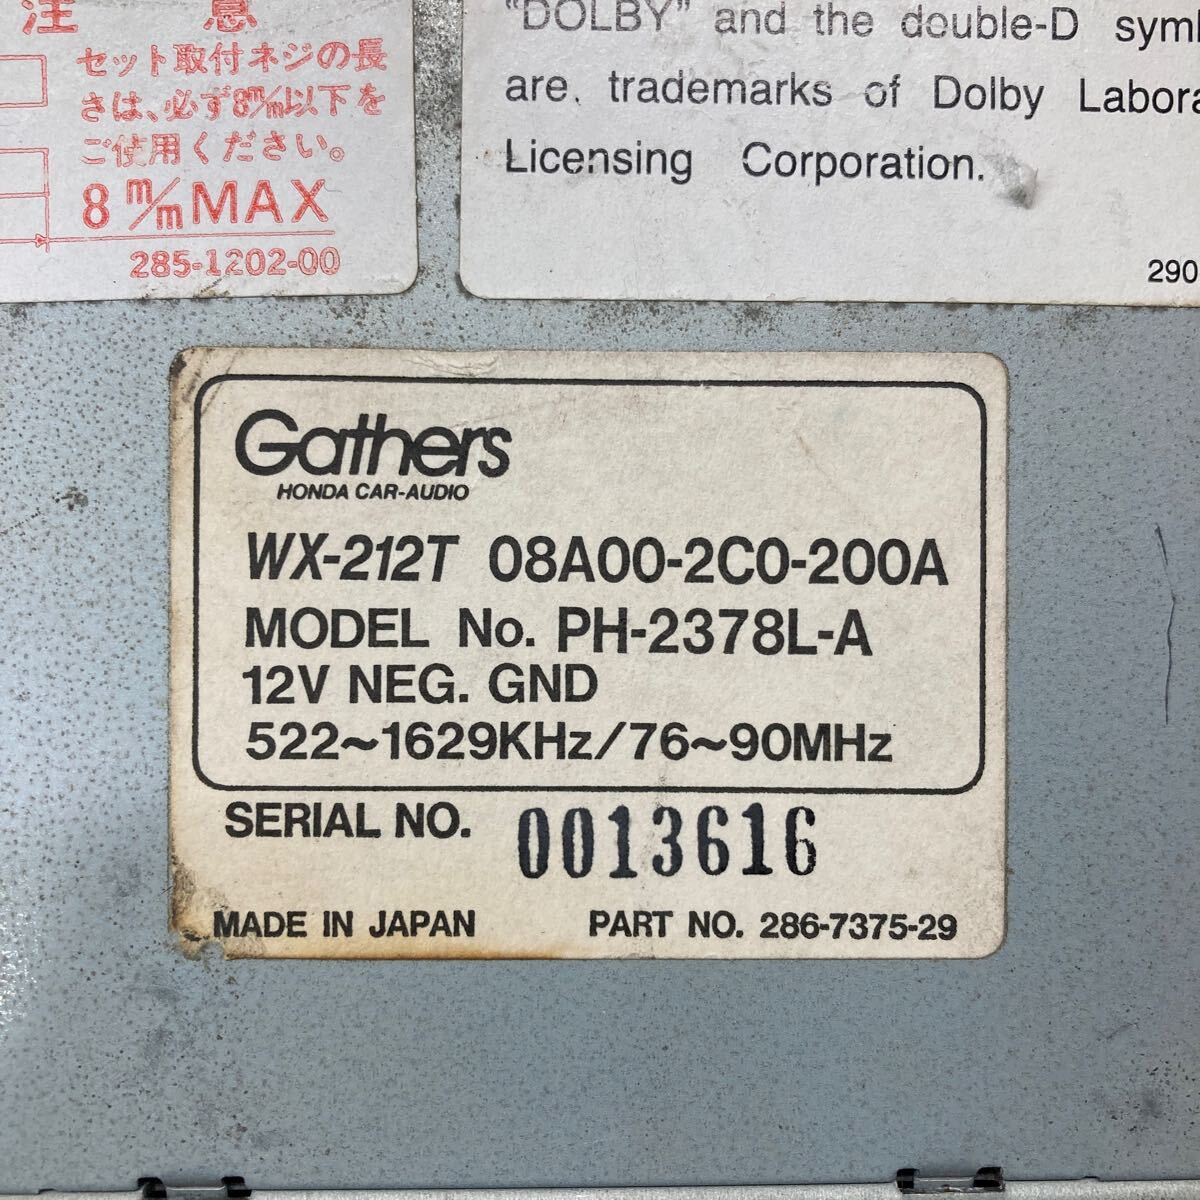 注 意
セット取付ネジの長
さは、必ず8m/m以下を
ご使用ください。
8m/m MAX
285-1202-00
"DOLBY" and the double-D
are. trademarks of Dolby
Licensing Corporation.
290
Gathers
HONDA CAR-AUDIO
WX-212T 08A00-2C0-200A
MODEL No. PH-2378L-A
12V NEG. GND
522~1629KHz/76~90MHz
SERIAL NO. 0013616
MADE IN JAPAN PART NO. 286-7375-29